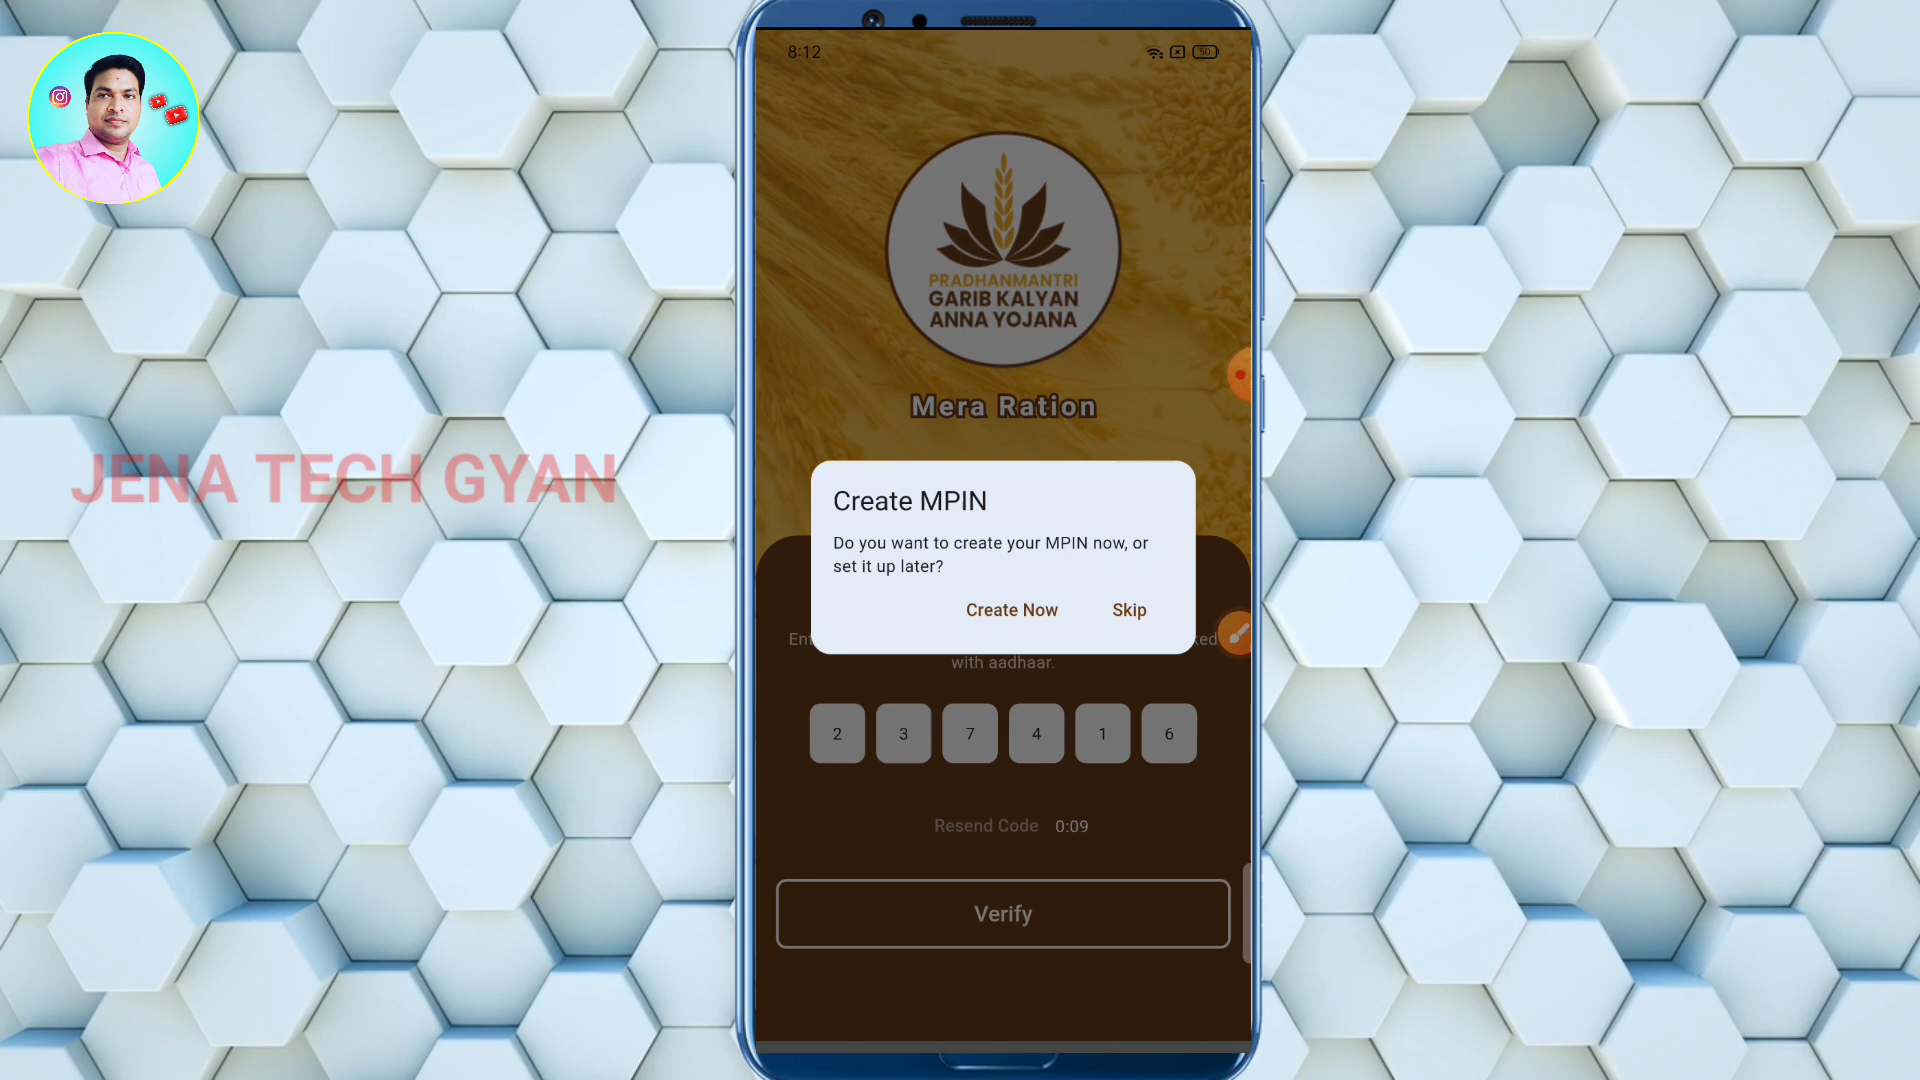 8:12
50
PRADHANMANTRI
GARIB KALYAN
ANNA YOJANA
Mera Ration
JENA TECH GYAN
Create MPIN
Do you want to create your MPIN now, or
set it up later?
Create Now Skip
with aadhaar.
2 3 7 4 1 6
Resend Code 0:09
Verify